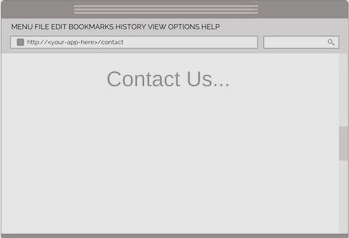 MENU FILE EDIT BOOKMARKS HISTORY VIEW OPTIONS HELP
http://<your-app-here>/contact
Contact Us...